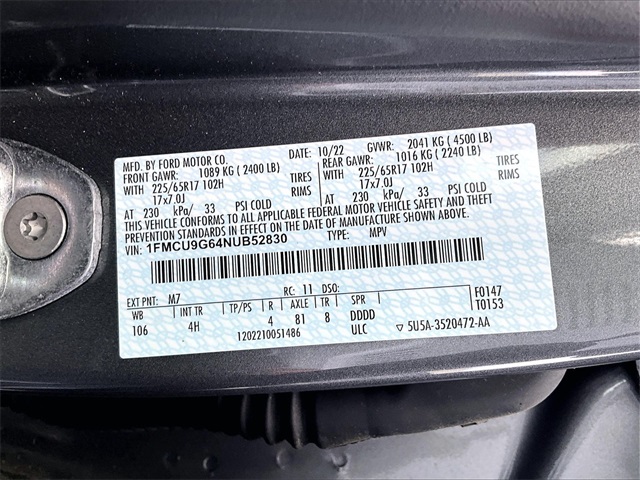 MFD. BY FORD MOTOR CO.
DATE: 10/22 GVWR: 2041 KG ( 4500 LB)
FRONT GAWR: 1089 KG ( 2400 LB) REAR GAWR: 1016 KG ( 2240 LB)
WITH 225/65R17 102H TIRES WITH 225/65R17 102H TIRES
17x7.0J RIMS 17x7.0J RIMS
AT 230 kPa/ 33 PSI COLD AT 230 kPa/ 33 PSI COLD
THIS VEHICLE CONFORMS TO ALL APPLICABLE FEDERAL MOTOR VEHICLE SAFETY AND THEFT
PREVENTION STANDARDS IN EFFECT ON THE DATE OF MANUFACTURE SHOWN ABOVE.
VIN: 1FMCU9G64NUB52830 TYPE: MPV
EXT PNT: M7 RC: 11 DSO: F0147
WB INT TR TP/PS R AXLE TR SPR T0153
106 4H 4 81 8 DDDD
1202210051486 ULC ▽ 5U5A-3520472-AA